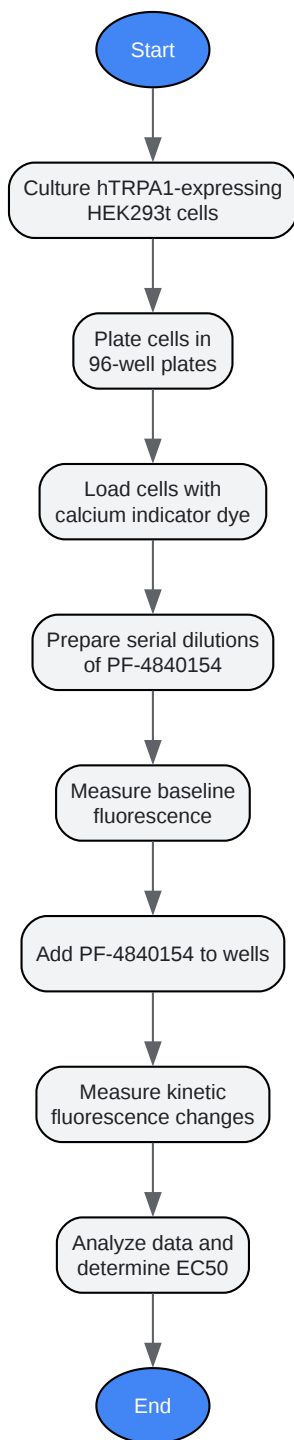 Start
Culture hTRPA1-expressing
HEK293t cells
Plate cells in
96-well plates
Load cells with
calcium indicator dye
Prepare serial dilutions
of PF-4840154
Measure baseline
fluorescence
Add PF-4840154 to wells
Measure kinetic
fluorescence changes
Analyze data and
determine EC50
End